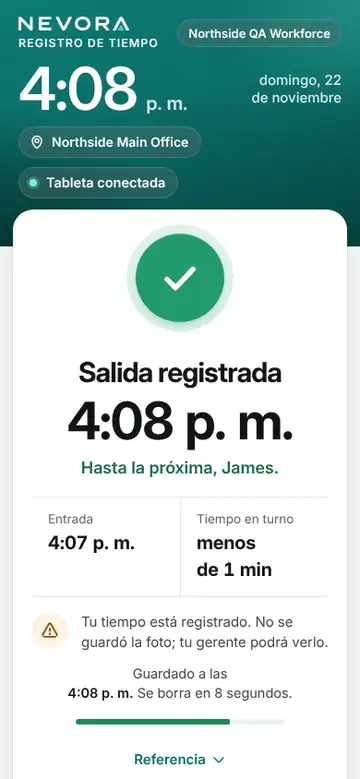 NEVORA
REGISTRO DE TIEMPO
Northside QA Workforce
4:08 p. m.
domingo, 22
de noviembre
Northside Main Office
Tableta conectada
Salida registrada
4:08 p. m.
Hasta la próxima, James.
Entrada
4:07 p. m.
Tiempo en turno
menos
de 1 min
Tu tiempo está registrado. No se
guardó la foto; tu gerente podrá verlo.
Guardado a las
4:08 p. m. Se borra en 8 segundos.
Referencia